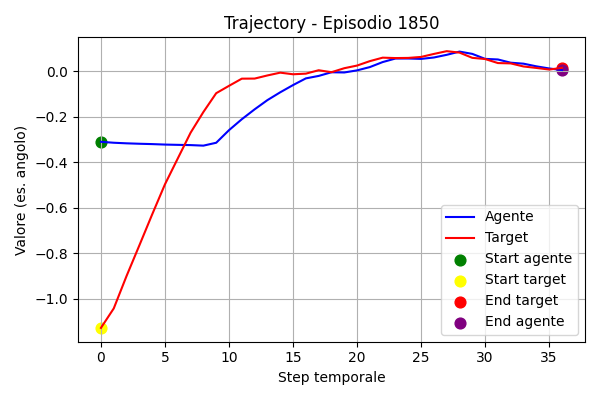 Trajectory - Episodio 1850
Valore (es. angolo)
0.0
−0.2
−0.4
−0.6
−0.8
−1.0
0 5 10 15 20 25 30 35
Step temporale
Agente
Target
Start agente
Start target
End target
End agente